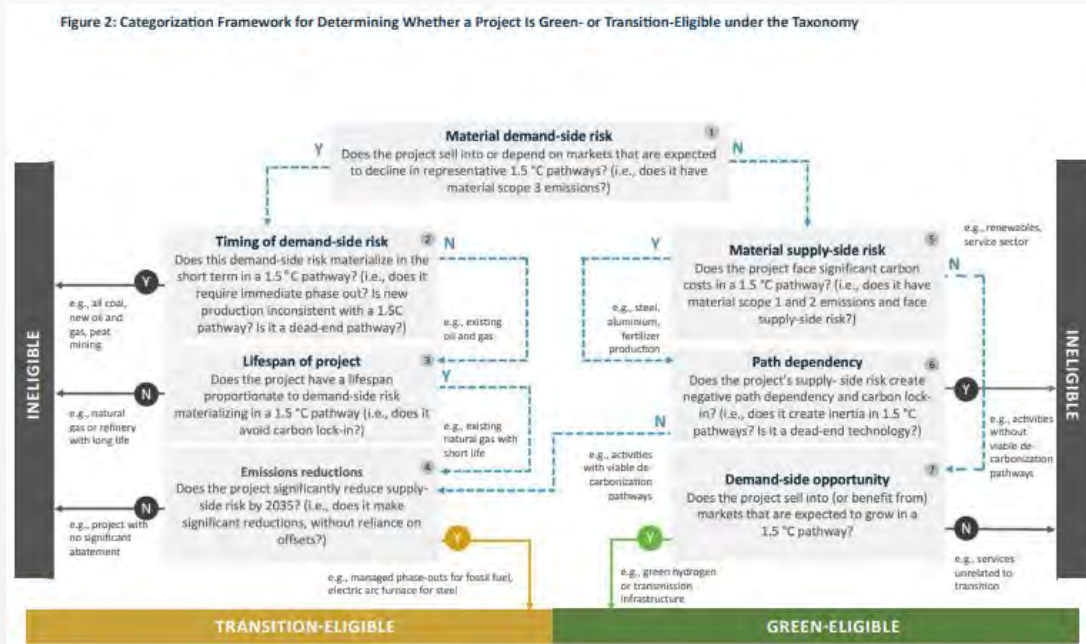 Figure 2: Categorization Framework for Determining Whether a Project Is Green- or Transition-Eligible under the Taxonomy
Material demand-side risk
1
Y
Does the project sell into or depend on markets that are expected
to decline in representative 1.5 °C pathways? (i.e., does it have
material scope 3 emissions?)
N
Timing of demand-side risk
2
Does this demand-side risk materialize in the
short term in a 1.5 °C pathway? (i.e., does it
require immediate phase out? Is new
production inconsistent with a 1.5C
pathway? Is it a dead-end pathway?)
Y
e.g., all coal,
new oil and
gas, peat
mining
N
e.g., existing
oil and gas
Lifespan of project
3
Does the project have a lifespan
proportionate to demand-side risk
materializing in a 1.5 °C pathway (i.e., does it
avoid carbon lock-in?)
N
e.g., natural
gas or refinery
with long life
Y
e.g., existing
natural gas with
short life
Emissions reductions
4
Does the project significantly reduce supply-
side risk by 2035? (i.e., does it make
significant reductions, without reliance on
offsets?)
N
e.g., project with
no significant
abatement
Y
e.g., managed phase-outs for fossil fuel,
electric arc furnace for steel
Material supply-side risk
5
Does the project face significant carbon
costs in a 1.5 °C pathway? (i.e., does it have
material scope 1 and 2 emissions and face
supply-side risk?)
Y
e.g., steel,
aluminium,
fertilizer
production
e.g., renewables,
service sector
N
Path dependency
6
Does the project's supply- side risk create
negative path dependency and carbon lock-
in? (i.e., does it create inertia in 1.5 °C
pathways? Is it a dead-end technology?)
N
e.g., activities
with viable de-
carbonization
pathways
Y
e.g., activities
without
viable de-
carbonization
pathways
Demand-side opportunity
7
Does the project sell into (or benefit from)
markets that are expected to grow in a
1.5 °C pathway?
Y
e.g., green hydrogen
or transmission
infrastructure
N
e.g., services
unrelated to
transition
INELIGIBLE
INELIGIBLE
TRANSITION-ELIGIBLE
GREEN-ELIGIBLE